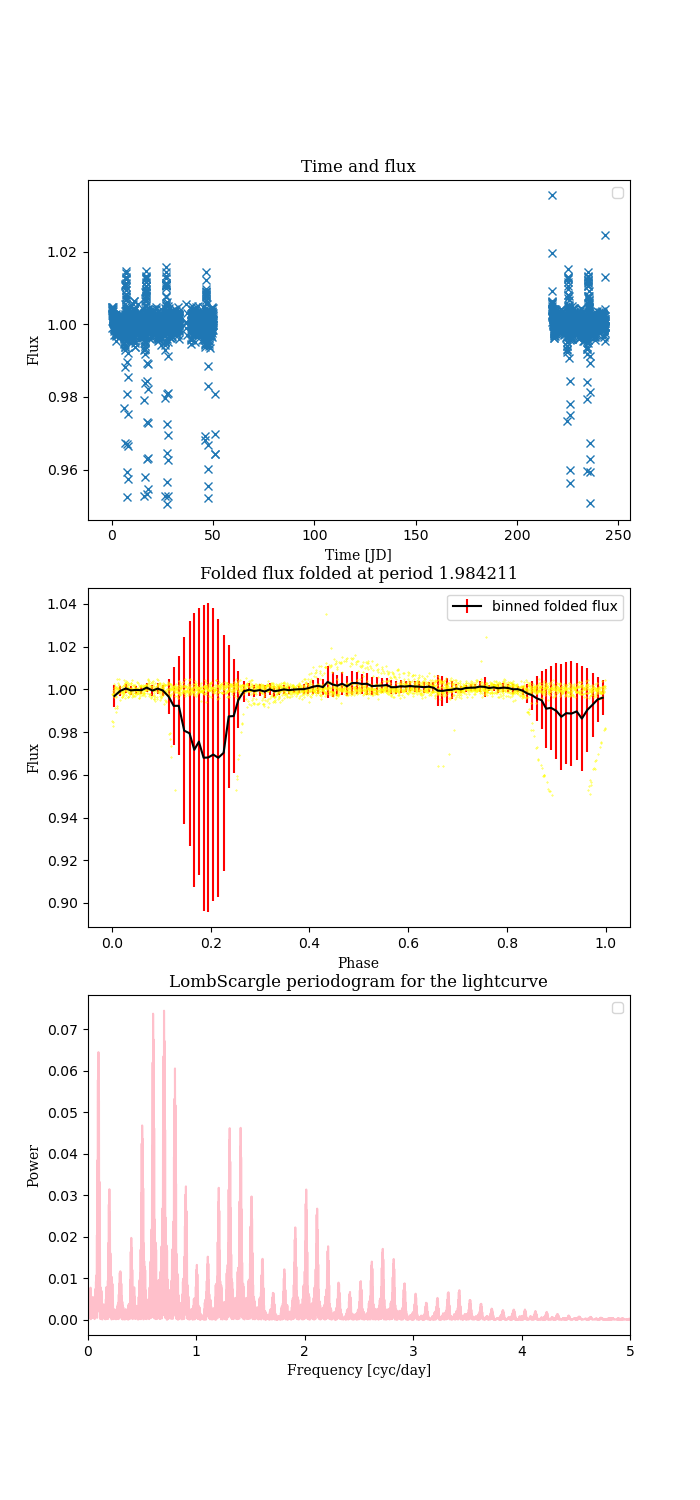 Time and flux
1.02
1.00
0.98
0.96
Flux
0 50 100 150 200 250
Time [JD]
Folded flux folded at period 1.984211
binned folded flux
1.04
1.02
1.00
0.98
0.96
0.94
0.92
0.90
Flux
0.0 0.2 0.4 0.6 0.8 1.0
Phase
LombScargle periodogram for the lightcurve
0.07
0.06
0.05
0.04
0.03
0.02
0.01
0.00
Power
0 1 2 3 4 5
Frequency [cyc/day]